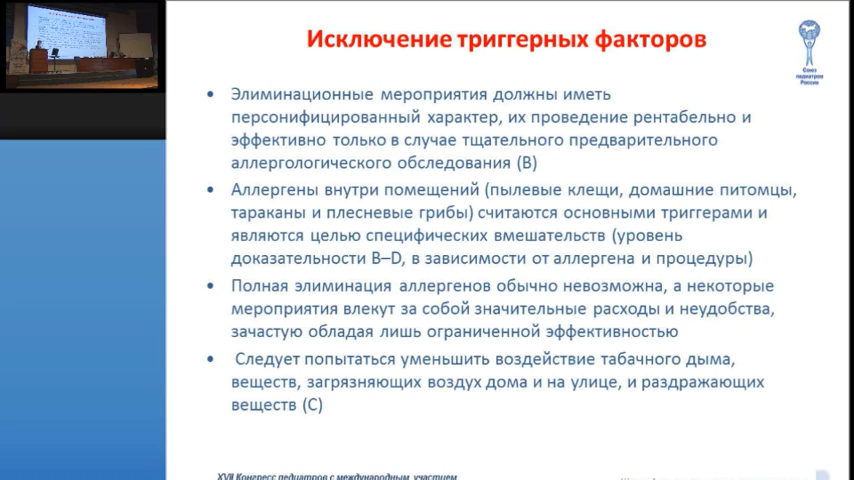 Исключение триггерных факторов
Союз
педиатров
России
• Элиминационные мероприятия должны иметь
персонифицированный характер, их проведение рентабельно и
эффективно только в случае тщательного предварительного
аллергологического обследования (В)
• Аллергены внутри помещений (пылевые клещи, домашние питомцы,
тараканы и плесневые грибы) считаются основными триггерами и
являются целью специфических вмешательств (уровень
доказательности В–D, в зависимости от аллергена и процедуры)
• Полная элиминация аллергенов обычно невозможна, а некоторые
мероприятия влекут за собой значительные расходы и неудобства,
зачастую обладая лишь ограниченной эффективностью
• Следует попытаться уменьшить воздействие табачного дыма,
веществ, загрязняющих воздух дома и на улице, и раздражающих
веществ (С)
XVII Конгресс педиатров с международным участием